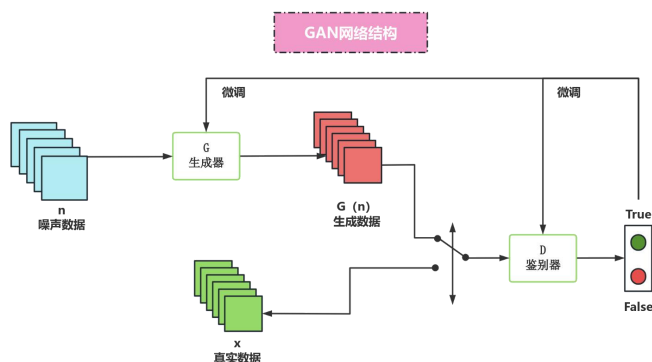 GAN网络结构
微调
微调
G
生成器
n
噪声数据
G（n）
生成数据
D
鉴别器
True
False
x
真实数据